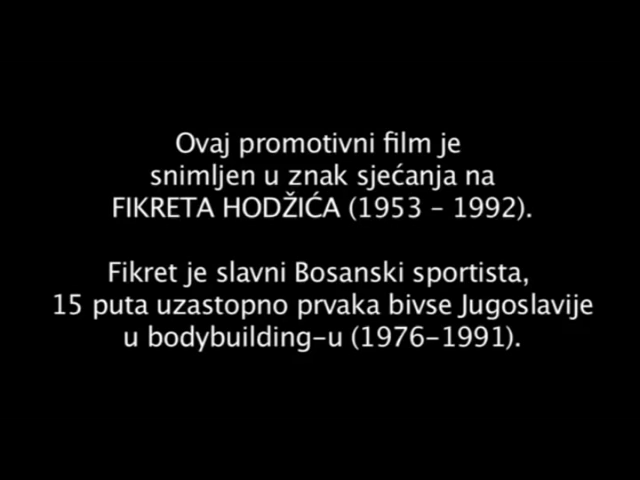 Ovaj promotivni film je
snimljen u znak sjećanja na
FIKRETA HODŽIĆA (1953 - 1992).
Fikret je slavni Bosanski sportista,
15 puta uzastopno prvaka bivse Jugoslavije
u bodybuilding-u (1976-1991).